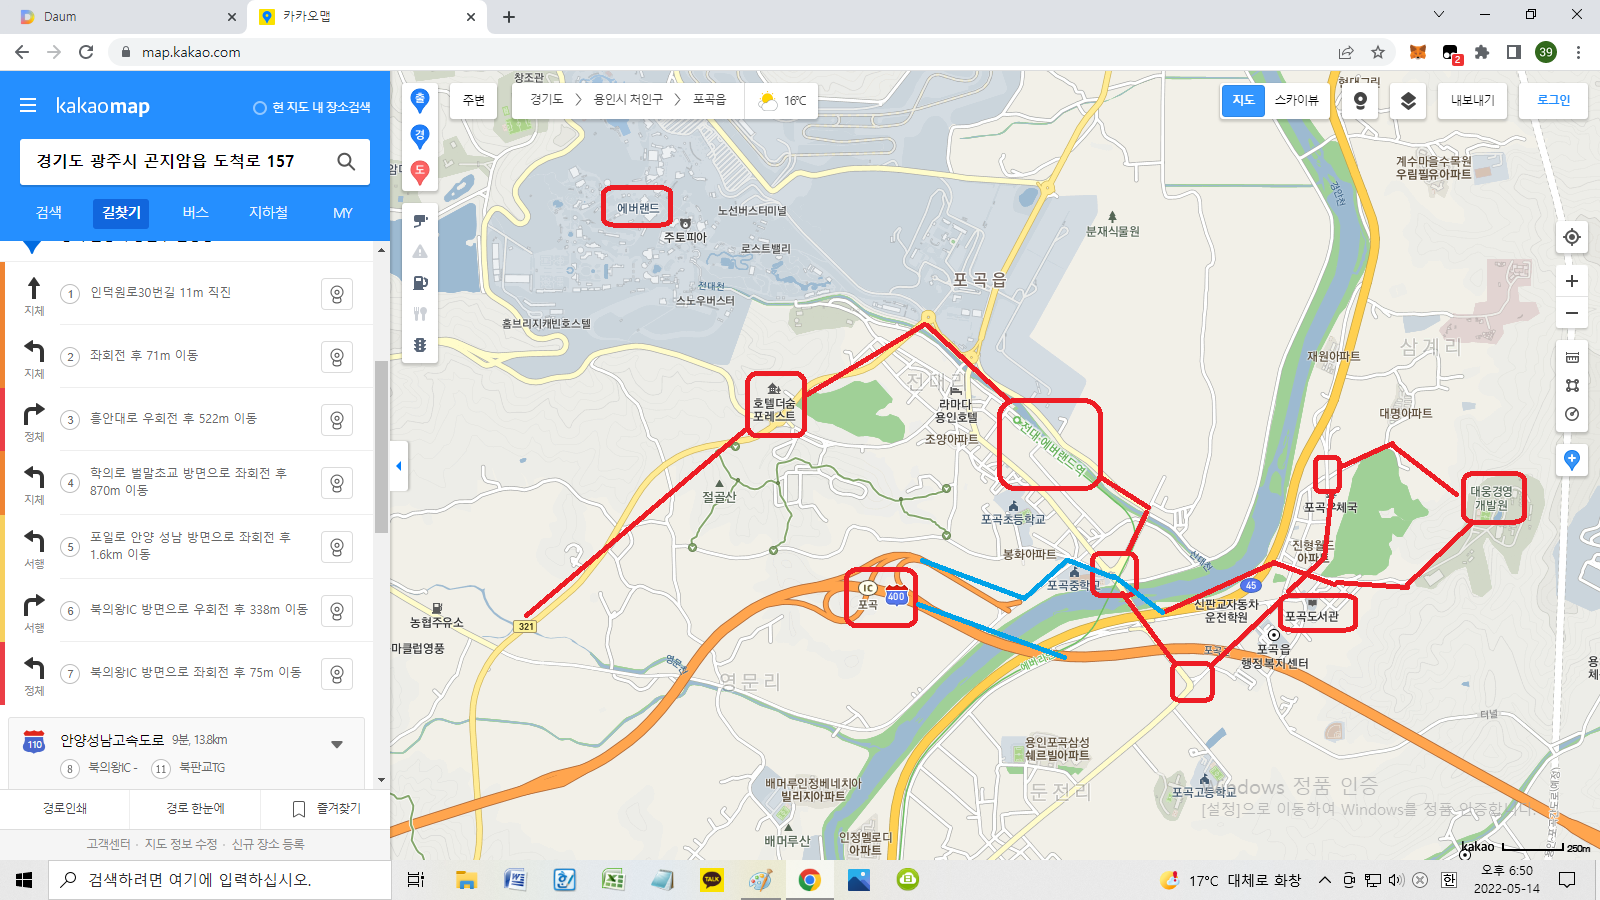 Daum
카카오맵
map.kakao.com
39
2
kakaomap
현 지도 내 장소검색
경기도 광주시 곤지암읍 도척로 157
검색
길찾기
버스
지하철
MY
지체
1
인덕원로30번길 11m 직진
지체
2
좌회전 후 71m 이동
정체
3
흥안대로 우회전 후 522m 이동
지체
4
학의로 벌말초교 방면으로 좌회전 후
870m 이동
서행
5
포일로 안양 성남 방면으로 좌회전 후
1.6km 이동
서행
6
북의왕IC 방면으로 우회전 후 338m 이동
정체
7
북의왕IC 방면으로 좌회전 후 75m 이동
110
안양성남고속도로 9분, 13.8km
8 북의왕IC - 11 북판교TG
경로인쇄
경로 한눈에
즐겨찾기
고객센터 · 지도 정보 수정 · 신규 장소 등록
출
경
도
주변
경기도
용인시 처인구
포곡읍
16℃
지도
스카이뷰
내보내기
로그인
창조관
에버랜드
주토피아
노선버스터미널
로스트밸리
전대천
스노우버스터
홈브리지캐빈호스텔
포곡읍
분재식물원
계수마을수목원
우림필유아파트
경안천
삼계리
재원아파트
대명아파트
전대리
호텔더숨
포레스트
라마다
용인호텔
조양아파트
전대·에버랜드역
절골산
포곡초등학교
봉화아파트
포곡중학교
신대천
포곡우체국
진형월드
아파트
대웅경영
개발원
45
신판교자동차
운전학원
포곡도서관
포곡읍
행정복지센터
포곡
IC
포곡
400
농협주유소
321
마클럽영풍
영문천
영문리
용인포곡삼성
쉐르빌아파트
둔전리
포곡고등학교
터널
배머루인정베네치아
빌리지아파트
배머루산
인정멜로디
아파트
Windows 정품 인증
[설정]으로 이동하여 Windows를 정품 인증합니다.
kakao
250m
검색하려면 여기에 입력하십시오.
TALK
17°C 대체로 화창
한
오후 6:50
2022-05-14